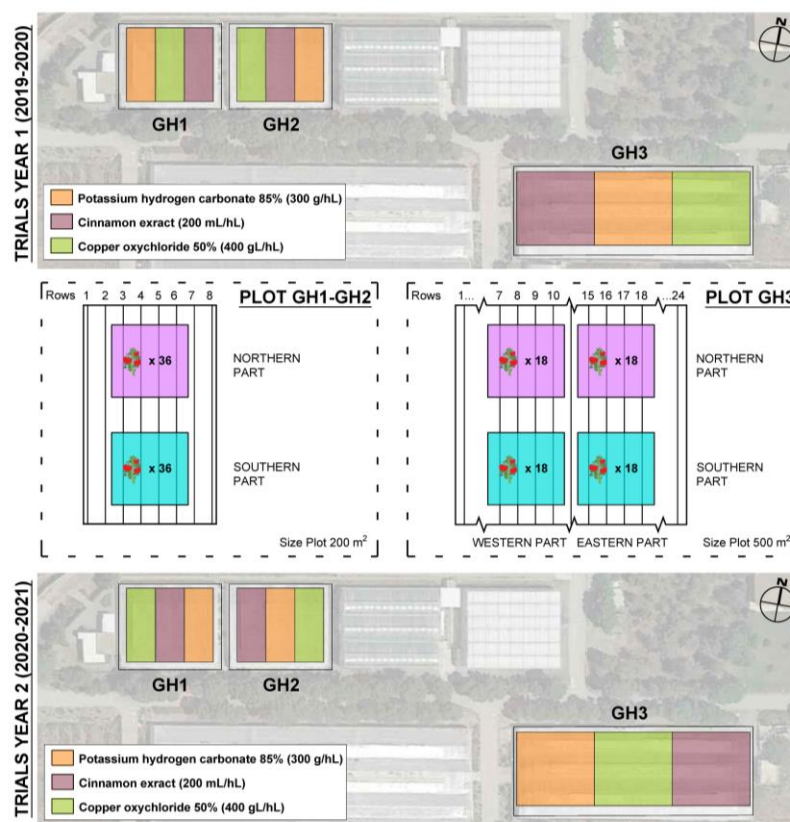 TRIALS YEAR 1 (2019-2020)
N
GH1
GH2
GH3
Potassium hydrogen carbonate 85% (300 g/hL)
Cinnamon exract (200 mL/hL)
Copper oxychloride 50% (400 gL/hL)
Rows 1 2 3 4 5 6 7 8
PLOT GH1-GH2
x 36
NORTHERN
PART
x 36
SOUTHERN
PART
Size Plot 200 m²
Rows 1... 7 8 9 10 15 16 17 18 ...24
PLOT GH3
x 18
x 18
NORTHERN
PART
x 18
x 18
SOUTHERN
PART
WESTERN PART
EASTERN PART
Size Plot 500 m²
TRIALS YEAR 2 (2020-2021)
N
GH1
GH2
GH3
Potassium hydrogen carbonate 85% (300 g/hL)
Cinnamon exract (200 mL/hL)
Copper oxychloride 50% (400 gL/hL)